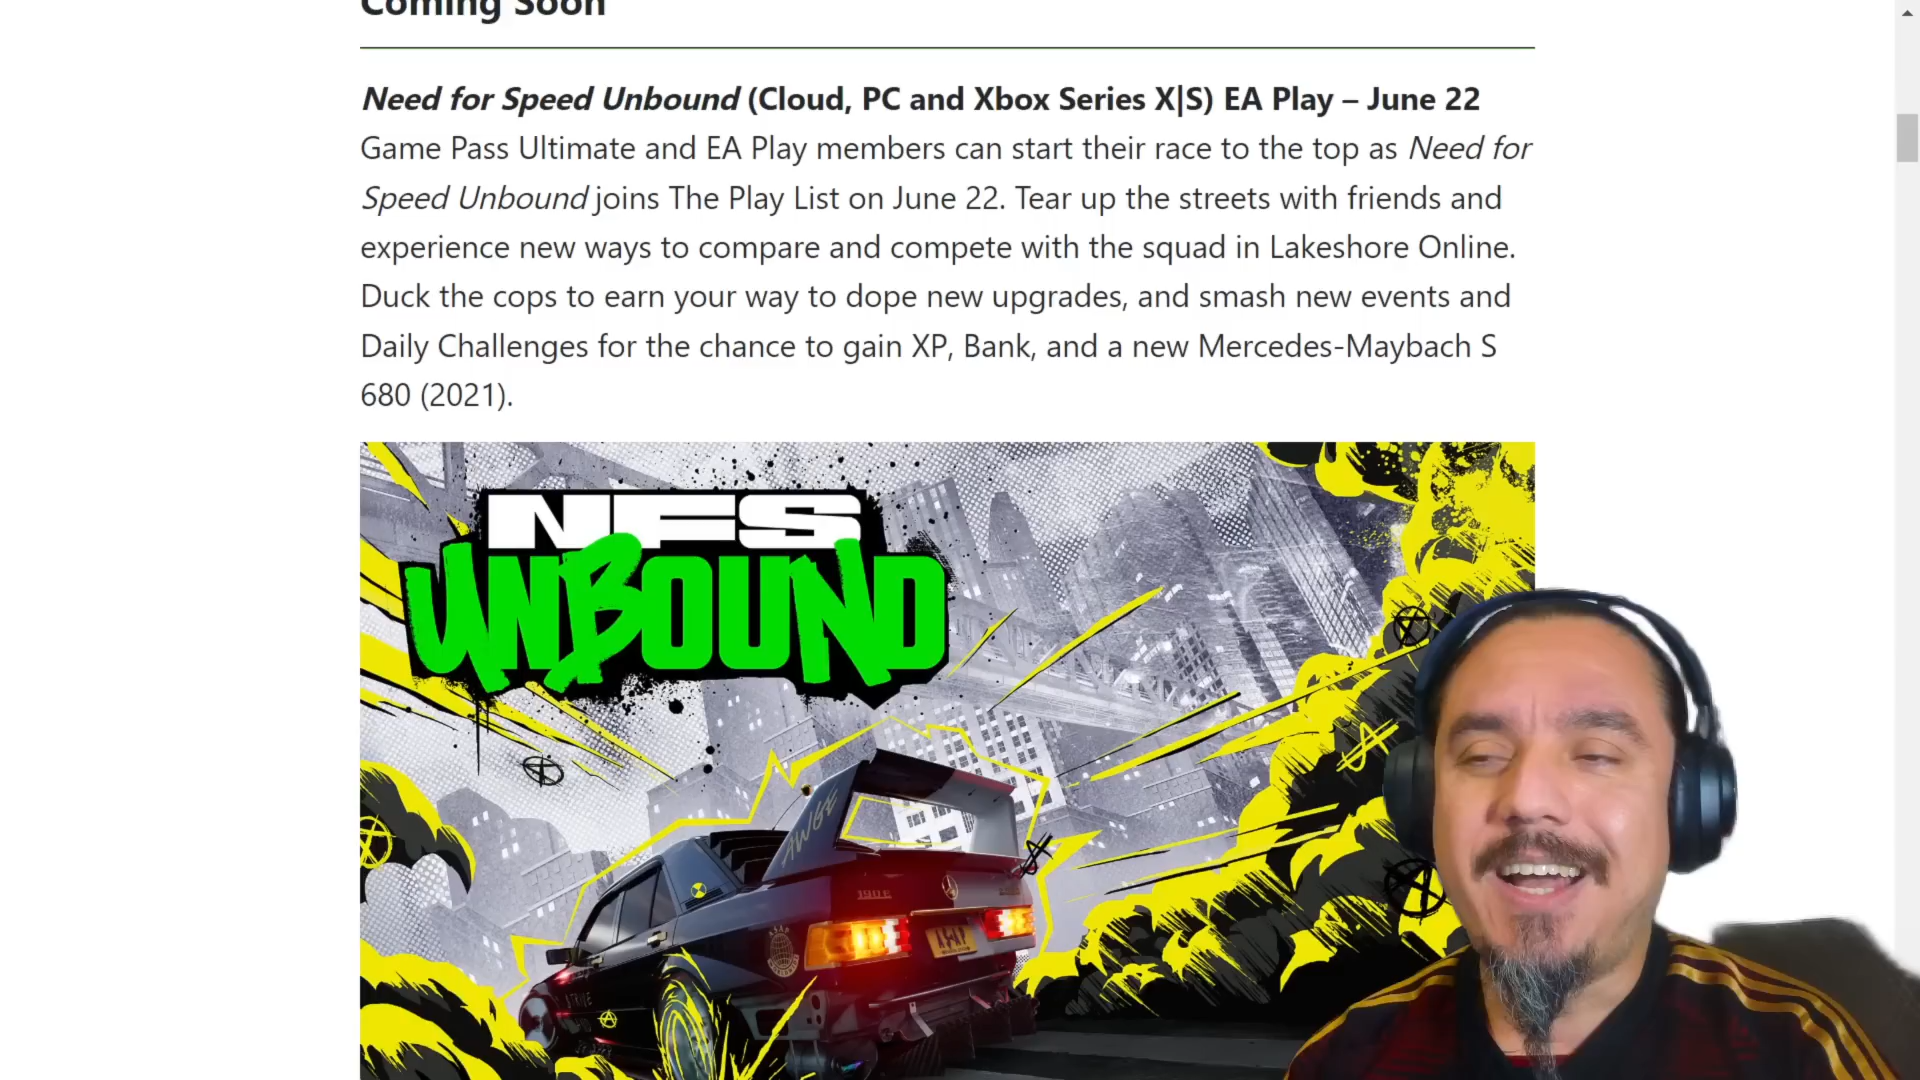 Coming Soon
Need for Speed Unbound (Cloud, PC and Xbox Series X|S) EA Play – June 22
Game Pass Ultimate and EA Play members can start their race to the top as Need for
Speed Unbound joins The Play List on June 22. Tear up the streets with friends and
experience new ways to compare and compete with the squad in Lakeshore Online.
Duck the cops to earn your way to dope new upgrades, and smash new events and
Daily Challenges for the chance to gain XP, Bank, and a new Mercedes-Maybach S
680 (2021).
NFS
UNBOUND
AWGE
190 E